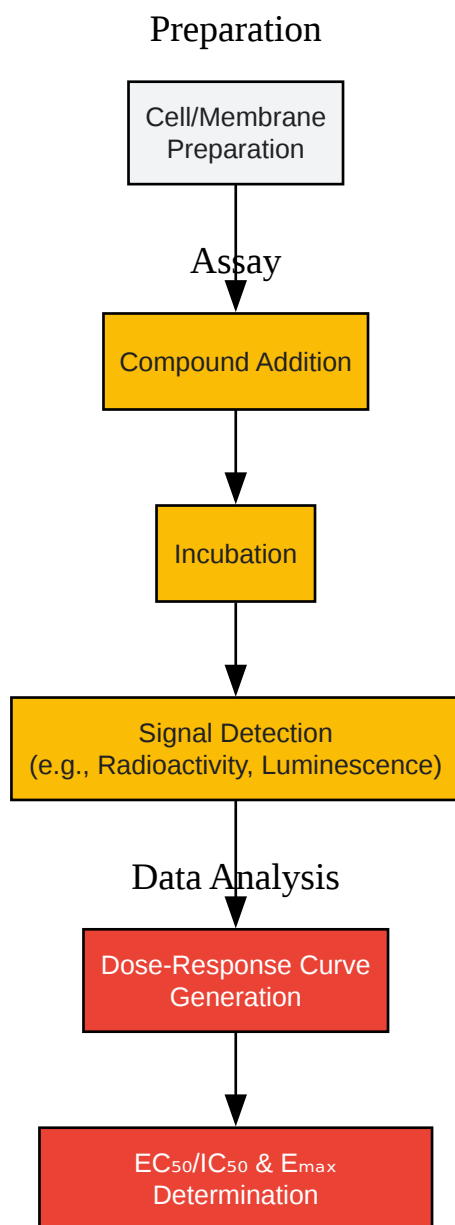 Preparation
Cell/Membrane
Preparation
Assay
Compound Addition
Incubation
Signal Detection
(e.g., Radioactivity, Luminescence)
Data Analysis
Dose-Response Curve
Generation
EC₅₀/IC₅₀ & Eₘₐₓ
Determination